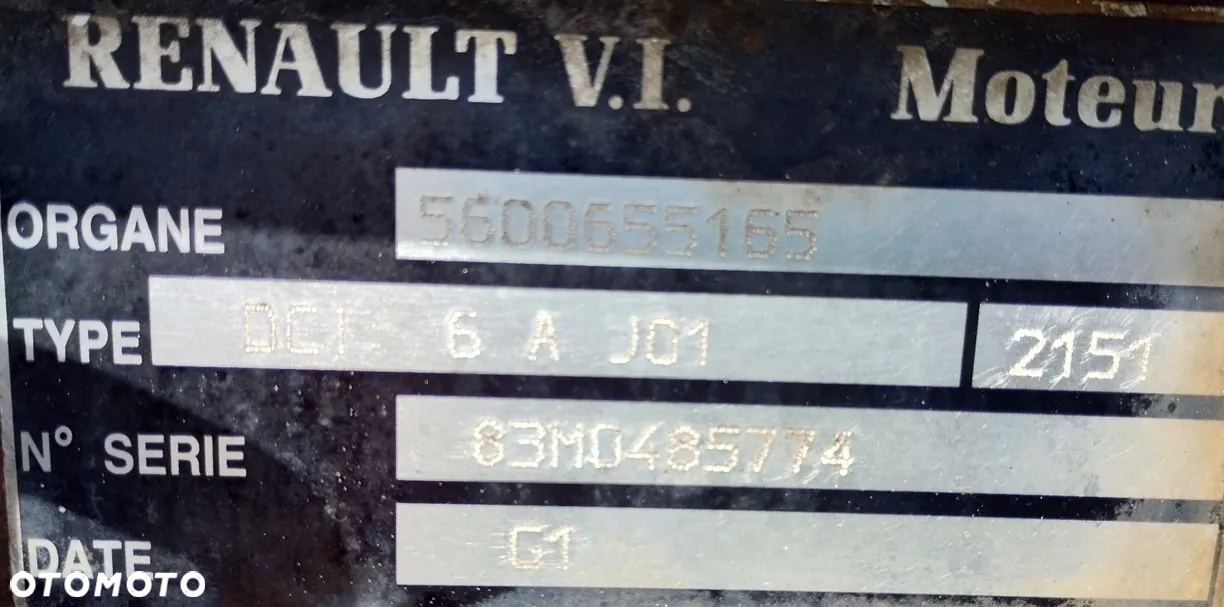 RENAULT V.I. Moteur
ORGANE 5600655165
TYPE DCI 6 A J01 2151
N° SERIE 83M0485774
DATE G1
OTOMOTO